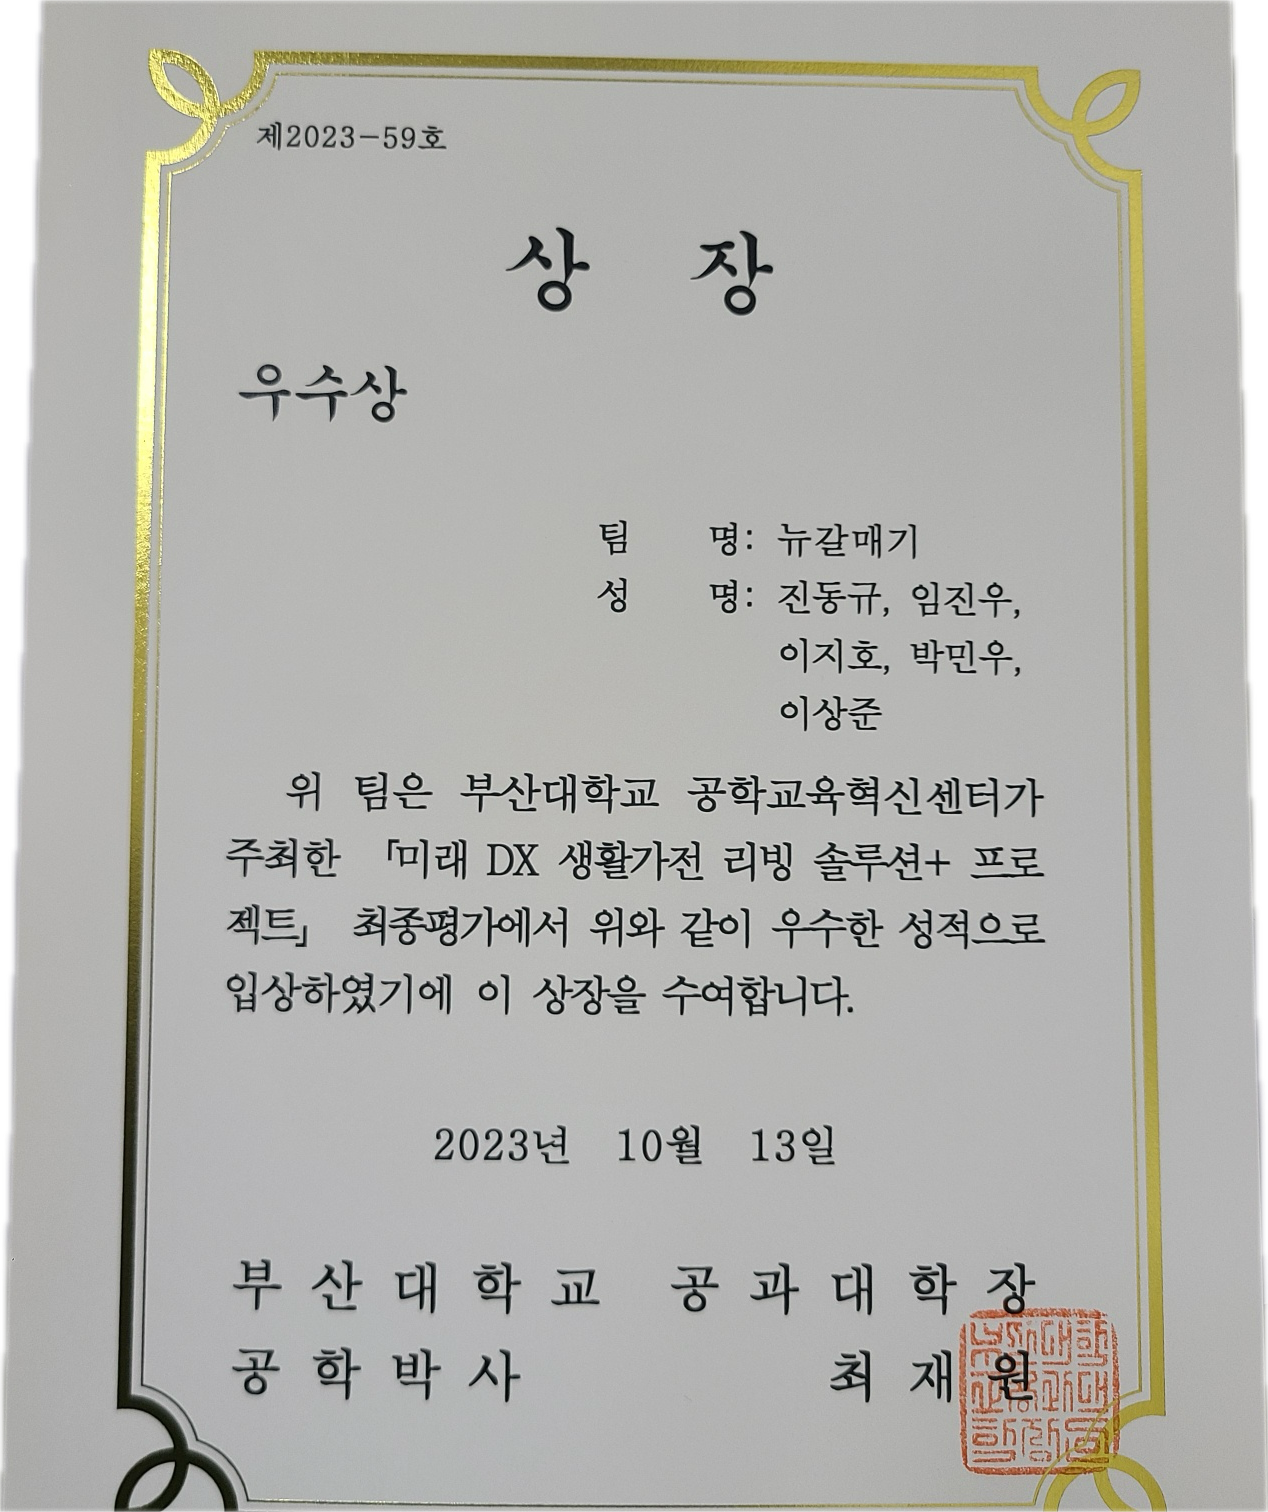 제2023-59호
상 장
우수상
팀 명: 뉴갈매기
성 명: 진동규, 임진우,
이지호, 박민우,
이상준
위 팀은 부산대학교 공학교육혁신센터가
주최한 「미래 DX 생활가전 리빙 솔루션+ 프로
젝트」 최종평가에서 위와 같이 우수한 성적으로
입상하였기에 이 상장을 수여합니다.
2023년 10월 13일
부산대학교 공과대학장
공학박사 최재원